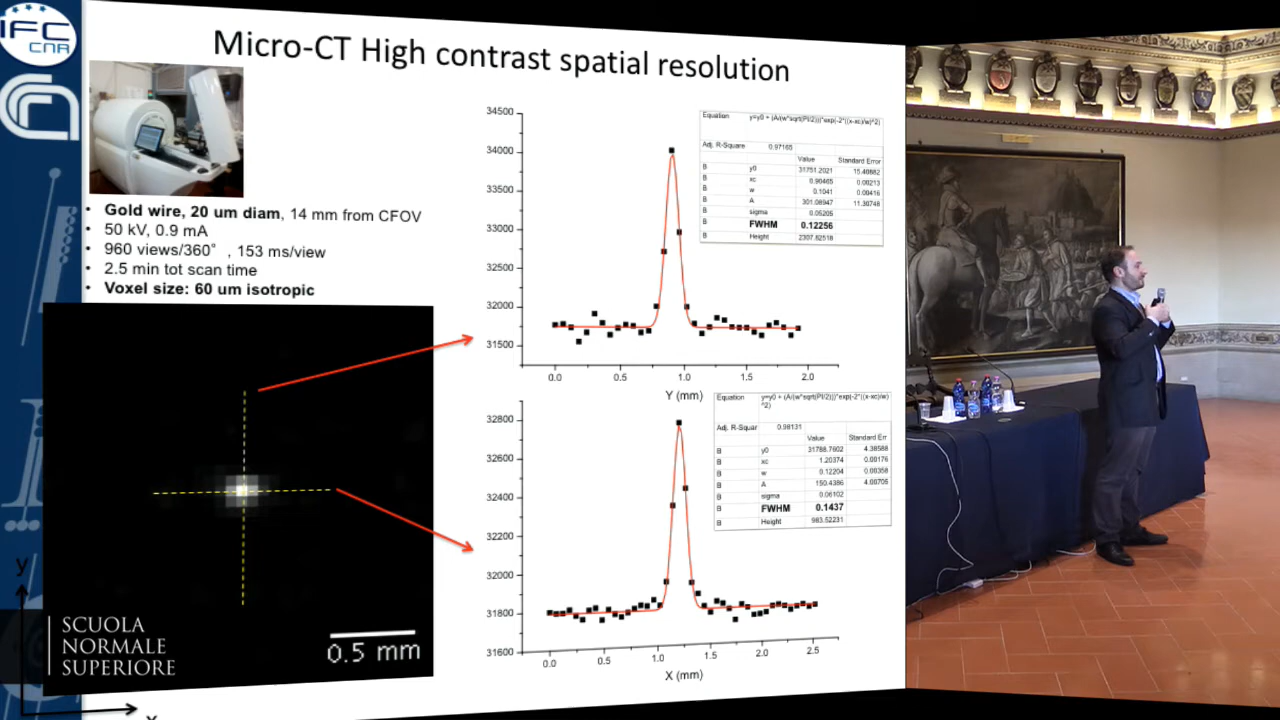 IFC
CNR
Micro-CT High contrast spatial resolution
• Gold wire, 20 um diam, 14 mm from CFOV
• 50 kV, 0.9 mA
• 960 views/360° , 153 ms/view
• 2.5 min tot scan time
• Voxel size: 60 um isotropic
34500
34000
33500
33000
32500
32000
31500
0.0 0.5 1.0 1.5 2.0
Y (mm)
Equation y=y0 + (A/(w*sqrt(PI/2)))*exp(-2*((x-xc)/w)^2)
Adj. R-Square 0.97165
Value Standard Error
B y0 31751.2021 15.40882
B xc 0.90465 0.00213
B w 0.1041 0.00416
B A 301.08947 11.30748
B sigma 0.05205
B FWHM 0.12256
B Height 2307.62518
32800
32600
32400
32200
32000
31800
31600
0.0 0.5 1.0 1.5 2.0 2.5
X (mm)
Equation y=y0 + (A/(w*sqrt(PI/2)))*exp(-2*((x-xc)/w)
^2)
Adj. R-Squar 0.98131
Value Standard Err
B y0 31788.7602 4.38588
B xc 1.20374 0.00176
B w 0.12204 0.00358
B A 150.4386 4.00705
B sigma 0.06102
B FWHM 0.1437
B Height 983.52231
0.5 mm
y
x
SCUOLA
NORMALE
SUPERIORE